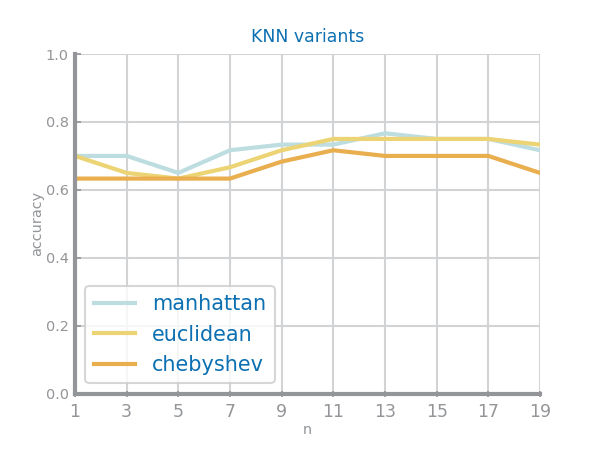 KNN variants
1.0
0.8
0.6
0.4
0.2
0.0
accuracy
manhattan
euclidean
chebyshev
1 3 5 7 9 11 13 15 17 19
n